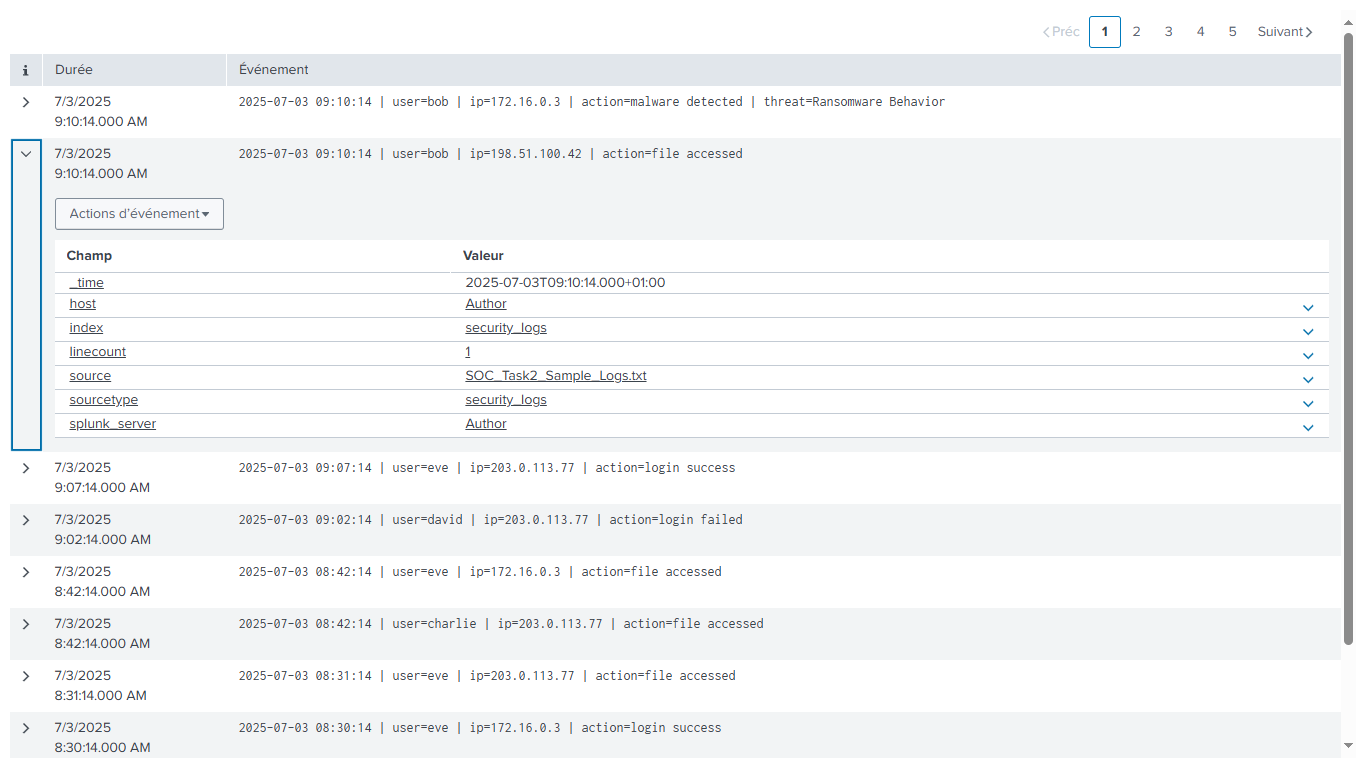 Préc 1 2 3 4 5 Suivant
i Durée Événement
7/3/2025 2025-07-03 09:10:14 | user=bob | ip=172.16.0.3 | action=malware detected | threat=Ransomware Behavior
9:10:14.000 AM
7/3/2025 2025-07-03 09:10:14 | user=bob | ip=198.51.100.42 | action=file accessed
9:10:14.000 AM
Actions d'événement
Champ Valeur
_time 2025-07-03T09:10:14.000+01:00
host Author
index security_logs
linecount 1
source SOC_Task2_Sample_Logs.txt
sourcetype security_logs
splunk_server Author
7/3/2025 2025-07-03 09:07:14 | user=eve | ip=203.0.113.77 | action=login success
9:07:14.000 AM
7/3/2025 2025-07-03 09:02:14 | user=david | ip=203.0.113.77 | action=login failed
9:02:14.000 AM
7/3/2025 2025-07-03 08:42:14 | user=eve | ip=172.16.0.3 | action=file accessed
8:42:14.000 AM
7/3/2025 2025-07-03 08:42:14 | user=charlie | ip=203.0.113.77 | action=file accessed
8:42:14.000 AM
7/3/2025 2025-07-03 08:31:14 | user=eve | ip=203.0.113.77 | action=file accessed
8:31:14.000 AM
7/3/2025 2025-07-03 08:30:14 | user=eve | ip=172.16.0.3 | action=login success
8:30:14.000 AM